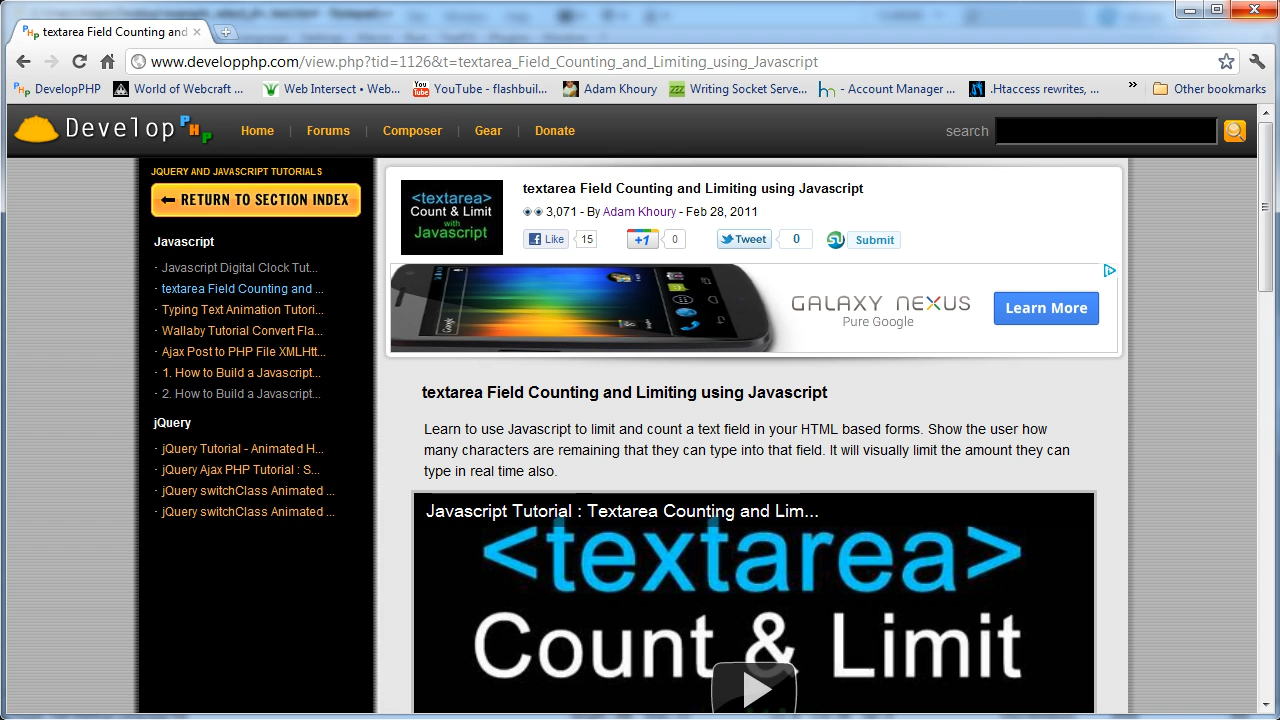 textarea Field Counting and
www.developphp.com/view.php?tid=1126&t=textarea_Field_Counting_and_Limiting_using_Javascript
DevelopPHP World of Webcraft ... Web Intersect • Web... YouTube - flashbuil... Adam Khoury Writing Socket Serve... - Account Manager ... .Htaccess rewrites, ... » Other bookmarks
Develop PHP Home | Forums | Composer | Gear | Donate search
JQUERY AND JAVASCRIPT TUTORIALS
RETURN TO SECTION INDEX
Javascript
· Javascript Digital Clock Tut...
· textarea Field Counting and ...
· Typing Text Animation Tutori...
· Wallaby Tutorial Convert Fla...
· Ajax Post to PHP File XMLHtt...
· 1. How to Build a Javascript...
· 2. How to Build a Javascript...
jQuery
· jQuery Tutorial - Animated H...
· jQuery Ajax PHP Tutorial : S...
· jQuery switchClass Animated ...
· jQuery switchClass Animated ...
<textarea>
Count & Limit
with
Javascript
textarea Field Counting and Limiting using Javascript
3,071 - By Adam Khoury - Feb 28, 2011
Like 15 +1 0 Tweet 0 Submit
GALAXY NEXUS
Pure Google
Learn More
Google
textarea Field Counting and Limiting using Javascript
Learn to use Javascript to limit and count a text field in your HTML based forms. Show the user how
many characters are remaining that they can type into that field. It will visually limit the amount they can
type in real time also.
Javascript Tutorial : Textarea Counting and Lim...
<textarea>
Count & Limit